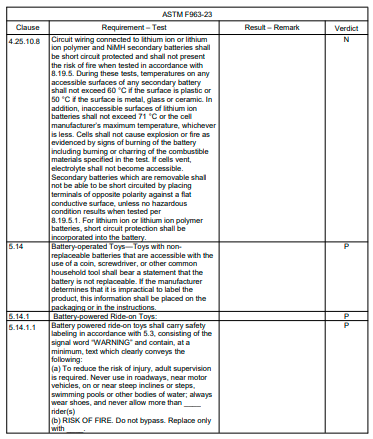 ASTM F963-23
Clause Requirement – Test Result – Remark Verdict
4.25.10.8 Circuit wiring connected to lithium ion or lithium N
ion polymer and NiMH secondary batteries shall
be short circuit protected and shall not present
the risk of fire when tested in accordance with
8.19.5. During these tests, temperatures on any
accessible surfaces of any secondary battery
shall not exceed 60 °C if the surface is plastic or
50 °C if the surface is metal, glass or ceramic. In
addition, inaccessible surfaces of lithium ion
batteries shall not exceed 71 °C or the cell
manufacturer's maximum temperature, whichever
is less. Cells shall not cause explosion or fire as
evidenced by signs of burning of the battery
including burning or charring of the combustible
materials specified in the test. If cells vent,
electrolyte shall not become accessible.
Secondary batteries which are removable shall
not be able to be short circuited by placing
terminals of opposite polarity against a flat
conductive surface, unless no hazardous
condition results when tested per
8.19.5.1. For lithium ion or lithium ion polymer
batteries, short circuit protection shall be
incorporated into the battery.
5.14 Battery-operated Toys—Toys with non- P
replaceable batteries that are accessible with the
use of a coin, screwdriver, or other common
household tool shall bear a statement that the
battery is not replaceable. If the manufacturer
determines that it is impractical to label the
product, this information shall be placed on the
packaging or in the instructions.
5.14.1 Battery-powered Ride-on Toys: P
5.14.1.1 Battery powered ride-on toys shall carry safety P
labeling in accordance with 5.3, consisting of the
signal word "WARNING" and contain, at a
minimum, text which clearly conveys the
following:
(a) To reduce the risk of injury, adult supervision
is required. Never use in roadways, near motor
vehicles, on or near steep inclines or steps,
swimming pools or other bodies of water; always
wear shoes, and never allow more than ____
rider(s)
(b) RISK OF FIRE. Do not bypass. Replace only
with ____.